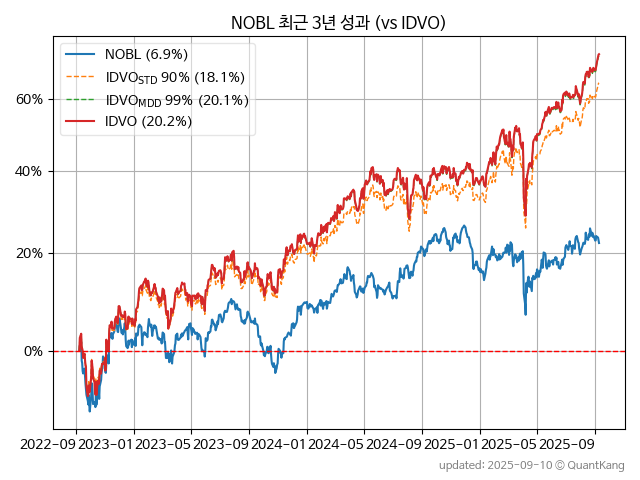 NOBL 최근 3년 성과 (vs IDVO)
NOBL (6.9%)
IDVO_STD 90% (18.1%)
IDVO_MDD 99% (20.1%)
IDVO (20.2%)
60%
40%
20%
10%
0%
2022-09 2023-01 2023-05 2023-09 2024-01 2024-05 2024-09 2025-01 2025-05 2025-09
updated: 2025-09-10 © QuantKang